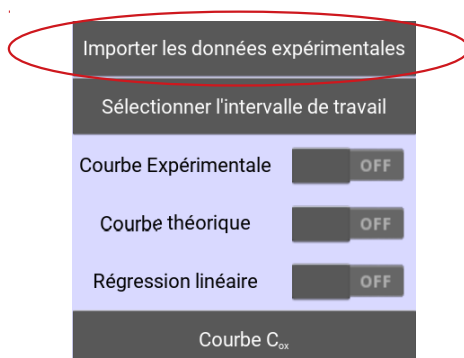 Importer les données expérimentales
Sélectionner l'intervalle de travail
Courbe Expérimentale OFF
Courbe théorique OFF
Régression linéaire OFF
Courbe Cₒₓ